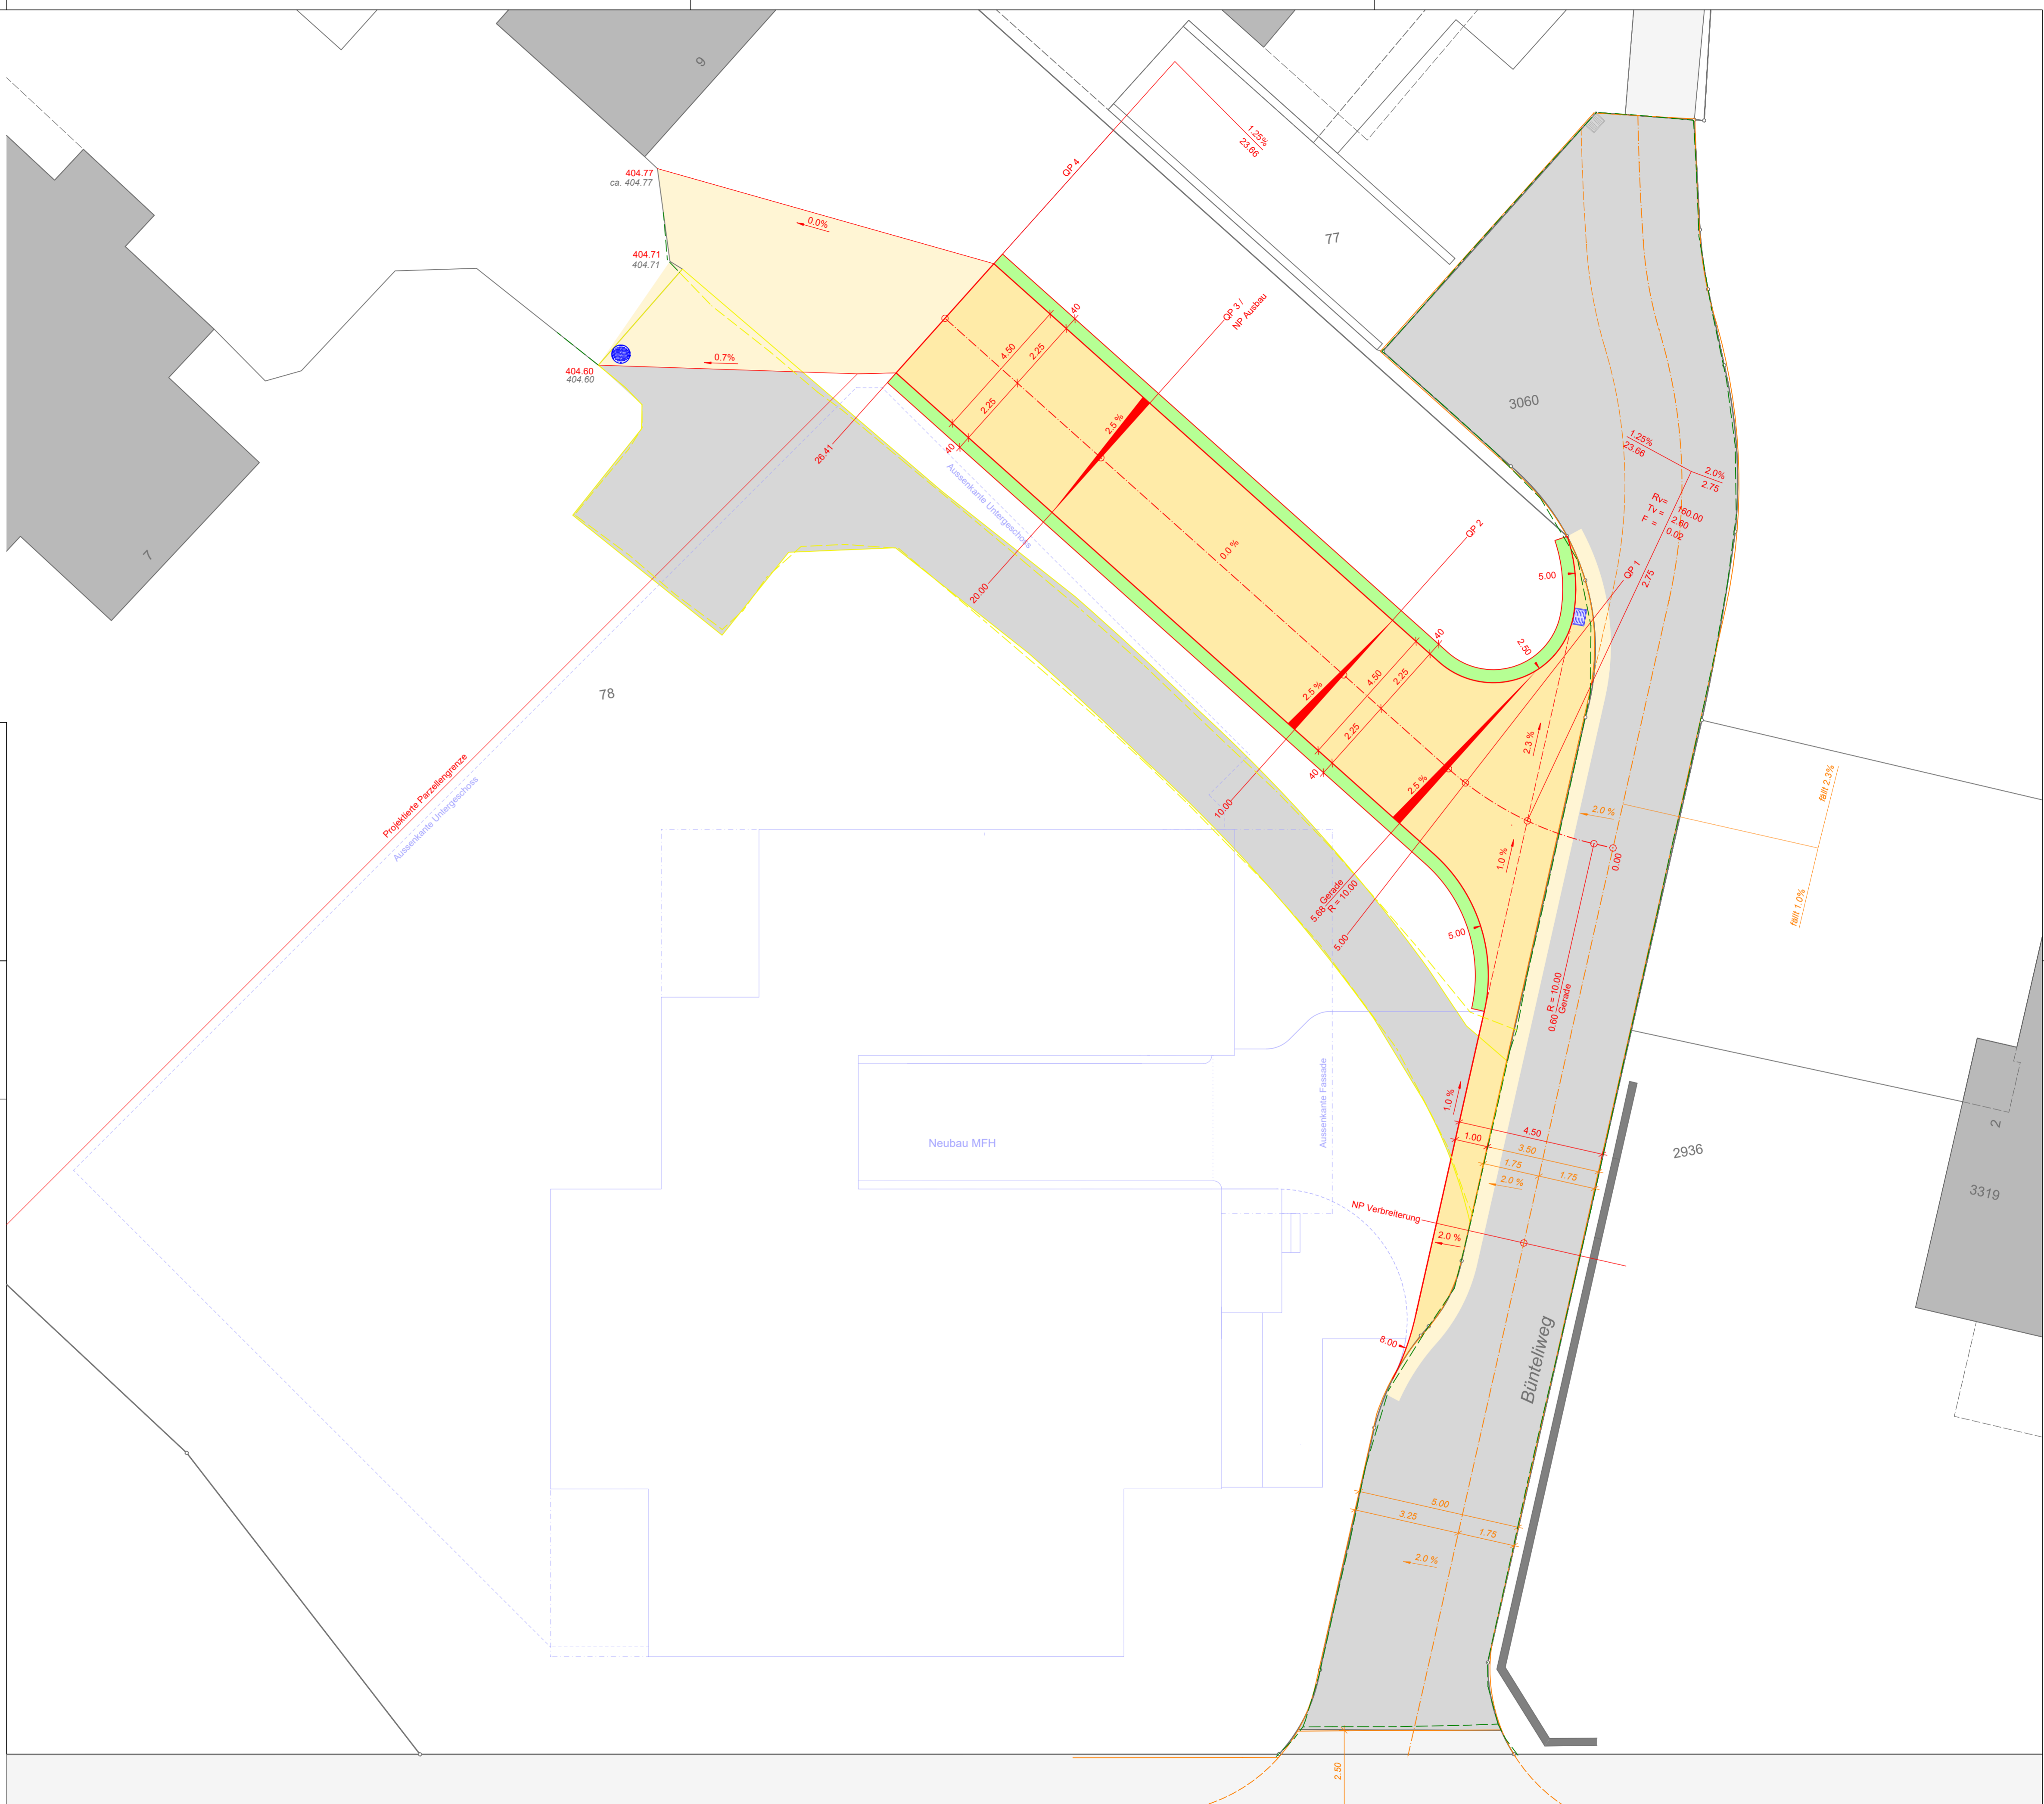 9
1.25%
23.66
QP 4
404.77
ca. 404.77
0.0%
77
404.71
404.71
QP 3 /
NP Ausbau
40
4.50
2.25
0.7%
404.60
404.60
2.25
2.5 %
3060
40
26.41
Aussenkante Untergeschoss
1.25%
23.66
2.0%
2.75
Rv= 160.00
Tv = 2.60
F = 0.02
QP 2
0.0 %
7
20.00
5.00
QP 1
2.75
40
2.50
4.50
2.25
2.5 %
78
2.25
2.3 %
40
2.5 %
Projektierte Parzellengrenze
Aussenkante Untergeschoss
10.00
fällt 2.3%
2.0 %
1.0 %
0.00
Gerade
5.68
R = 10.00
fällt 1.0%
5.00
5.00
R = 10.00
0.60
Gerade
Aussenkante Fassade
1.0 %
4.50
1.00
3.50
1.75
1.75
2.0 %
2
2936
3319
Neubau MFH
NP Verbreiterung
2.0 %
8.00
Bünteliweg
5.00
3.25
1.75
2.0 %
2.50